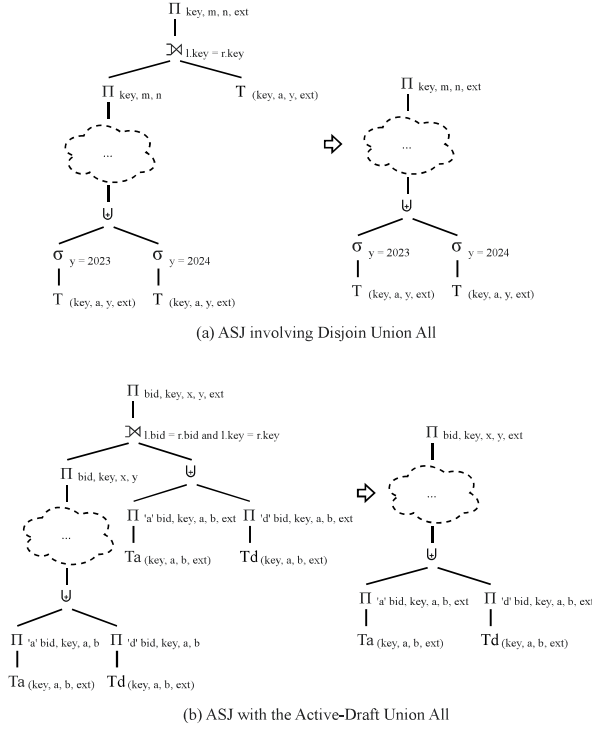 Π key, m, n, ext
⟕ l.key = r.key
Π key, m, n
T (key, a, y, ext)
...
⊎
σ y = 2023
σ y = 2024
T (key, a, y, ext)
T (key, a, y, ext)
⇨
Π key, m, n, ext
...
⊎
σ y = 2023
σ y = 2024
T (key, a, y, ext)
T (key, a, y, ext)
(a) ASJ involving Disjoin Union All
Π bid, key, x, y, ext
⟕ l.bid = r.bid and l.key = r.key
Π bid, key, x, y
⊎
Π 'a' bid, key, a, b, ext
Π 'd' bid, key, a, b, ext
Ta (key, a, b, ext)
Td (key, a, b, ext)
...
⊎
Π 'a' bid, key, a, b
Π 'd' bid, key, a, b
Ta (key, a, b, ext)
Td (key, a, b, ext)
⇨
Π bid, key, x, y, ext
...
⊎
Π 'a' bid, key, a, b, ext
Π 'd' bid, key, a, b, ext
Ta (key, a, b, ext)
Td (key, a, b, ext)
(b) ASJ with the Active-Draft Union All